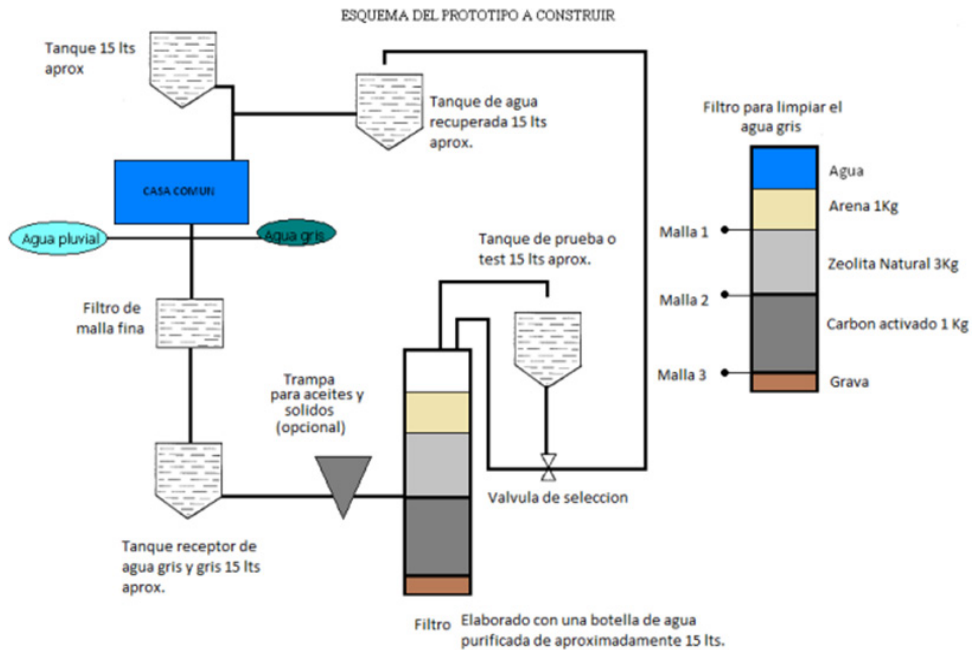 ESQUEMA DEL PROTOTIPO A CONSTRUIR
Tanque 15 lts
aprox
Tanque de agua
recuperada 15 lts
aprox.
Filtro para limpiar el
agua gris
CASA COMUN
Agua pluvial
Agua gris
Agua
Arena 1Kg
Malla 1
Zeolita Natural 3Kg
Malla 2
Carbon activado 1 Kg
Malla 3
Grava
Tanque de prueba o
test 15 lts aprox.
Filtro de
malla fina
Trampa
para aceites y
solidos
(opcional)
Valvula de seleccion
Tanque receptor de
agua gris y gris 15 lts
aprox.
Filtro
Elaborado con una botella de agua
purificada de aproximadamente 15 lts.